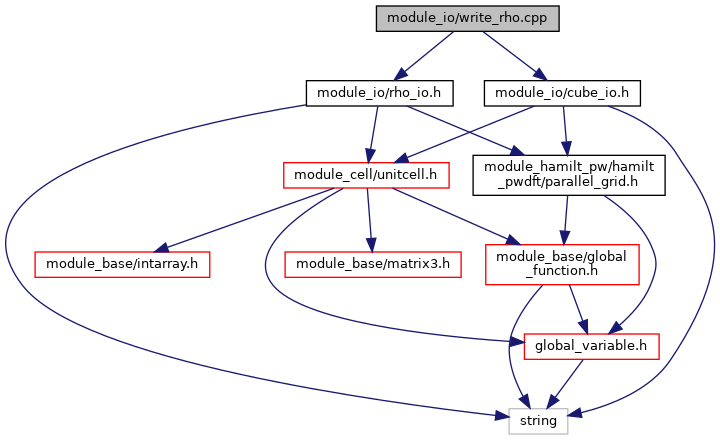 module_io/write_rho.cpp
module_io/rho_io.h
module_io/cube_io.h
module_cell/unitcell.h
module_hamilt_pw/hamilt
_pwdft/parallel_grid.h
module_base/intarray.h
module_base/matrix3.h
module_base/global
_function.h
global_variable.h
string